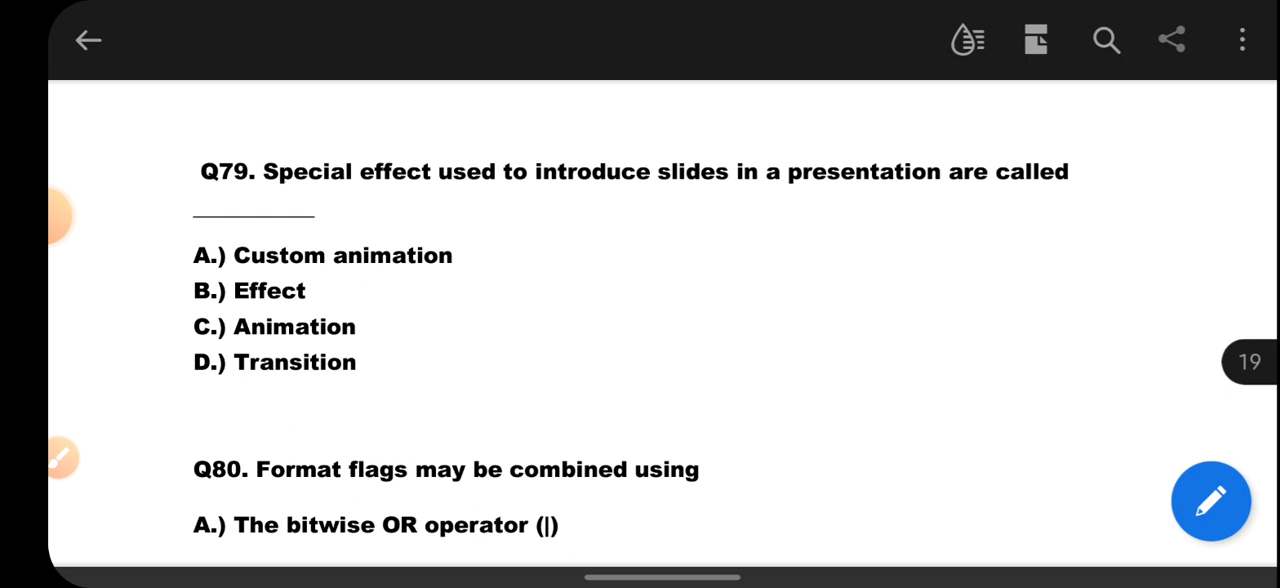 Q79. Special effect used to introduce slides in a presentation are called
___________
A.) Custom animation
B.) Effect
C.) Animation
D.) Transition
19
Q80. Format flags may be combined using
A.) The bitwise OR operator (|)